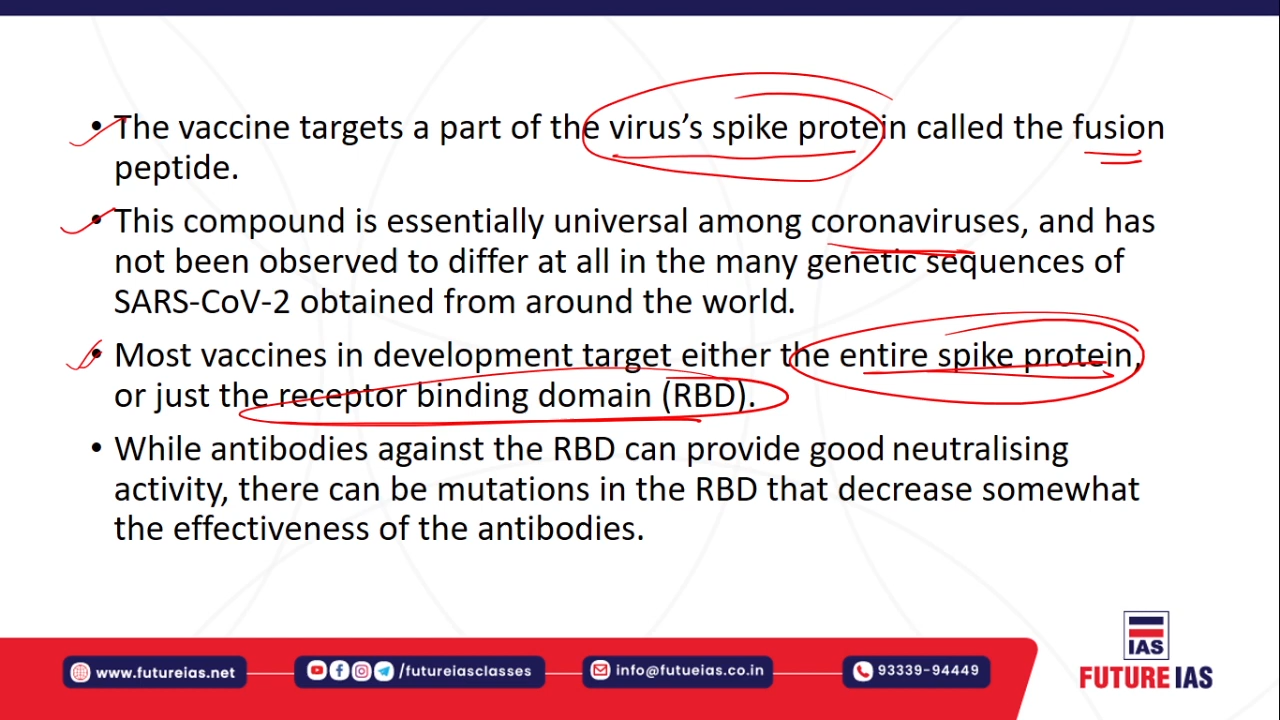 • The vaccine targets a part of the virus’s spike protein called the fusion
peptide.
• This compound is essentially universal among coronaviruses, and has
not been observed to differ at all in the many genetic sequences of
SARS-CoV-2 obtained from around the world.
• Most vaccines in development target either the entire spike protein,
or just the receptor binding domain (RBD).
• While antibodies against the RBD can provide good neutralising
activity, there can be mutations in the RBD that decrease somewhat
the effectiveness of the antibodies.
IAS
www.futureias.net
/futureiasclasses
info@futueias.co.in
93339-94449
FUTURE IAS